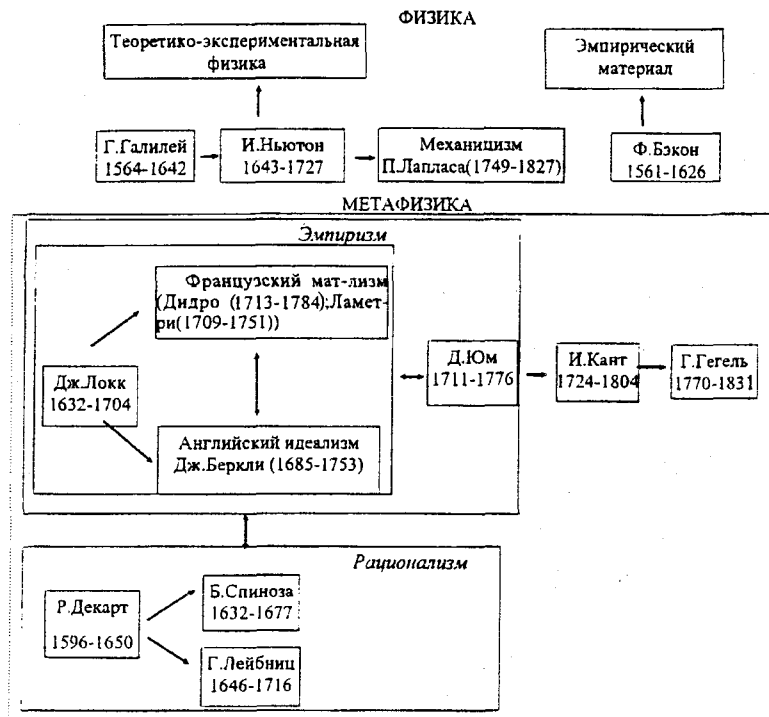 ФИЗИКА
Теоретико-экспериментальная
физика
Эмпирический
материал
Г.Галилей
1564-1642
И.Ньютон
1643-1727
Механицизм
П.Лапласа(1749-1827)
Ф.Бэкон
1561-1626
МЕТАФИЗИКА
Эмпиризм
Французский мат-лизм
(Дидро (1713-1784);Ламет-
ри(1709-1751))
Дж.Локк
1632-1704
Д.Юм
1711-1776
И.Кант
1724-1804
Г.Гегель
1770-1831
Английский идеализм
Дж.Беркли (1685-1753)
Рационализм
Р.Декарт
1596-1650
Б.Спиноза
1632-1677
Г.Лейбниц
1646-1716